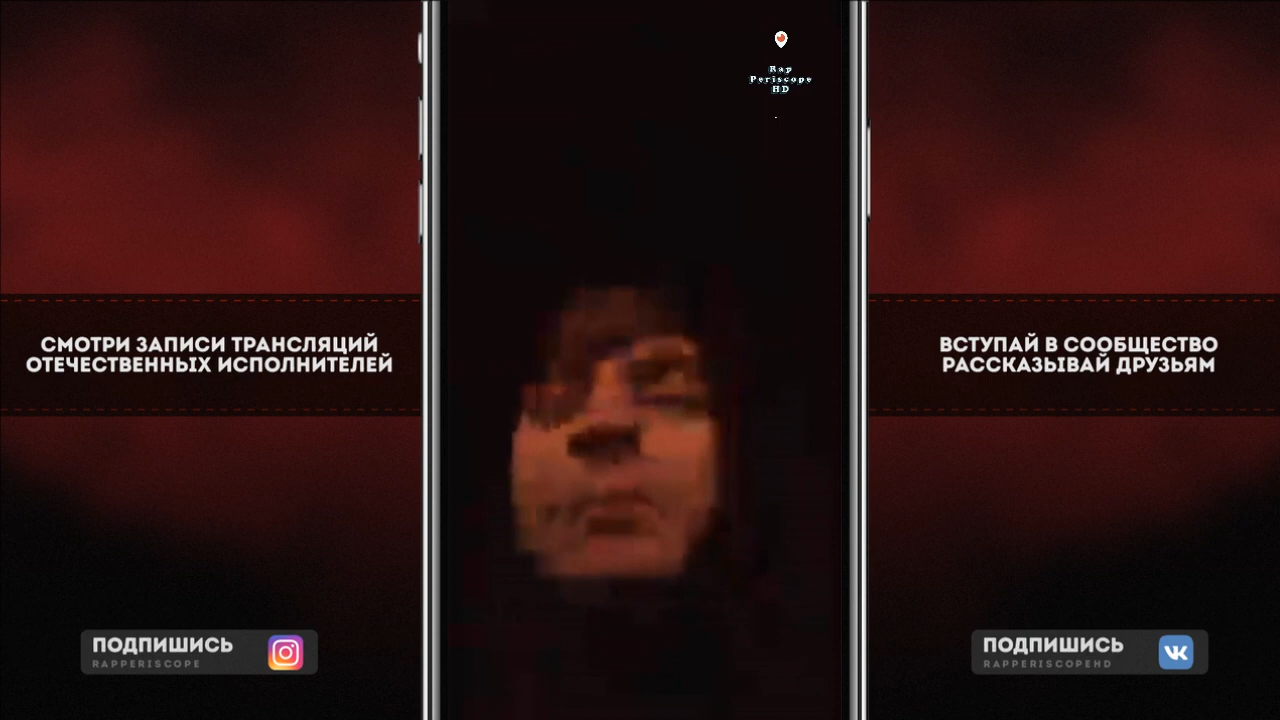 Rap
Periscope
HD
СМОТРИ ЗАПИСИ ТРАНСЛЯЦИЙ
ОТЕЧЕСТВЕННЫХ ИСПОЛНИТЕЛЕЙ
ВСТУПАЙ В СООБЩЕСТВО
РАССКАЗЫВАЙ ДРУЗЬЯМ
ПОДПИШИСЬ
RAPPERISCOPE
ПОДПИШИСЬ
RAPPERISCOPEHD